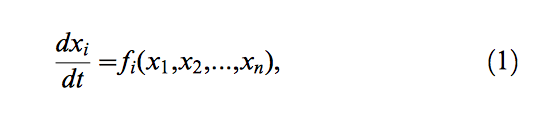 dx_i/dt = f_i(x_1,x_2,...,x_n), (1)